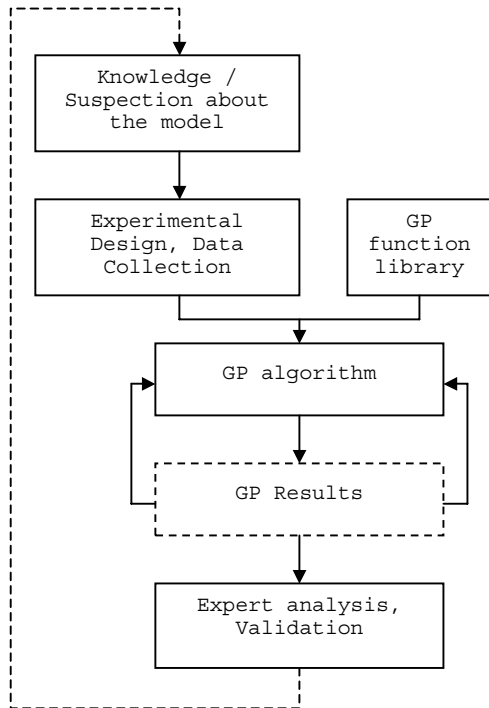 Knowledge /
Suspection about
the model
Experimental
Design, Data
Collection
GP
function
library
GP algorithm
GP Results
Expert analysis,
Validation